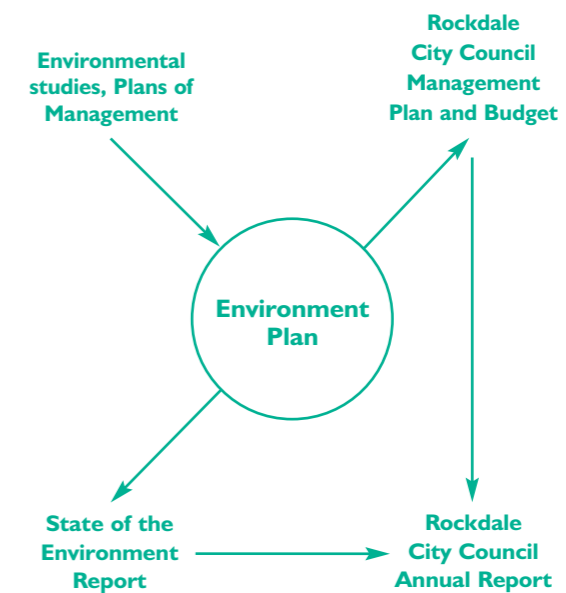 Environmental
studies, Plans of
Management
Rockdale
City Council
Management
Plan and Budget
Environment
Plan
State of the
Environment
Report
Rockdale
City Council
Annual Report